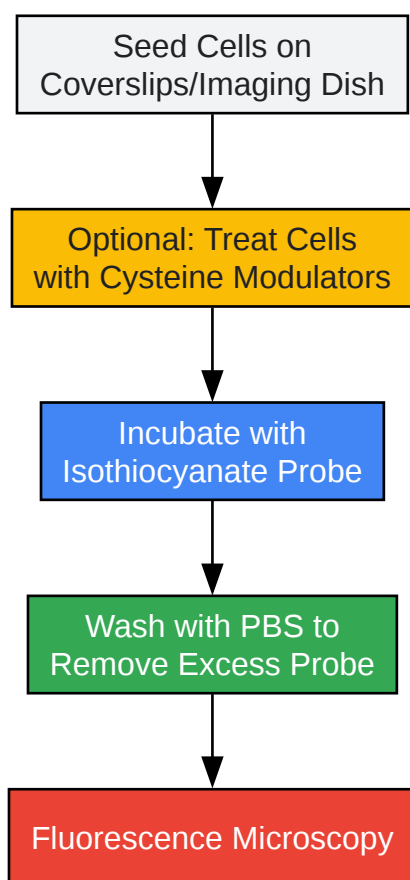 Seed Cells on
Coverslips/Imaging Dish
Optional: Treat Cells
with Cysteine Modulators
Incubate with
Isothiocyanate Probe
Wash with PBS to
Remove Excess Probe
Fluorescence Microscopy